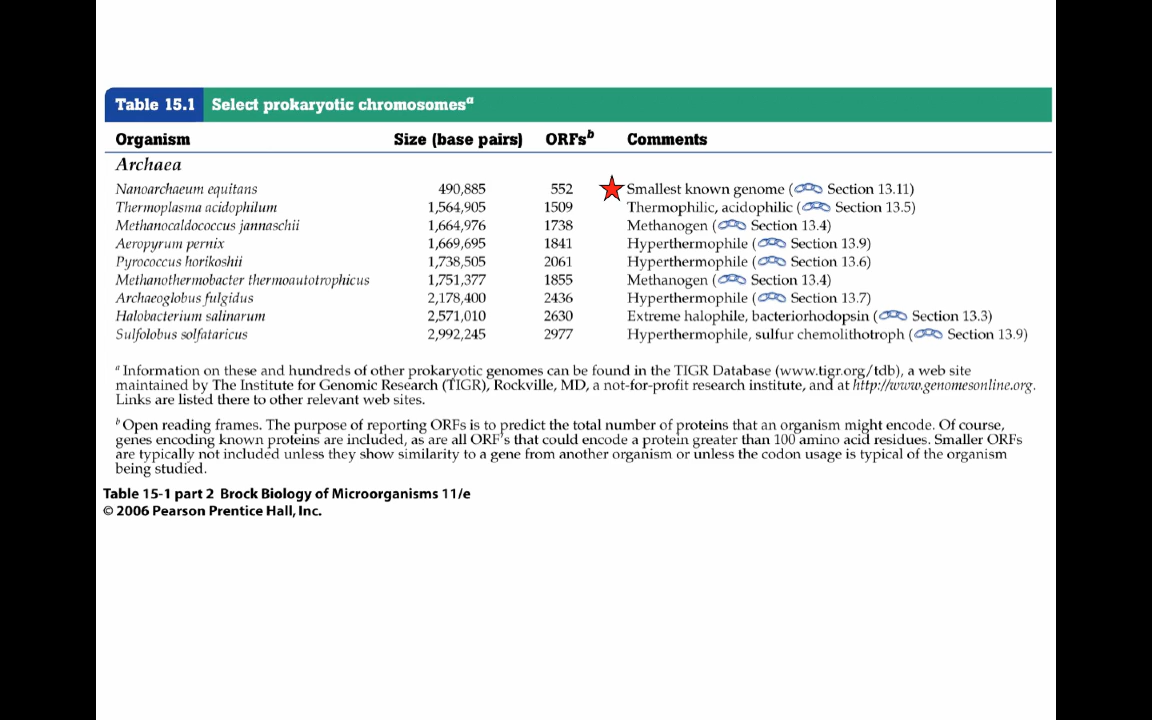 Table 15.1 Select prokaryotic chromosomesᵃ
Organism Size (base pairs) ORFsᵇ Comments
Archaea
Nanoarchaeum equitans 490,885 552 Smallest known genome ( Section 13.11)
Thermoplasma acidophilum 1,564,905 1509 Thermophilic, acidophilic ( Section 13.5)
Methanocaldococcus jannaschii 1,664,976 1738 Methanogen ( Section 13.4)
Aeropyrum pernix 1,669,695 1841 Hyperthermophile ( Section 13.9)
Pyrococcus horikoshii 1,738,505 2061 Hyperthermophile ( Section 13.6)
Methanothermobacter thermoautotrophicus 1,751,377 1855 Methanogen ( Section 13.4)
Archaeoglobus fulgidus 2,178,400 2436 Hyperthermophile ( Section 13.7)
Halobacterium salinarum 2,571,010 2630 Extreme halophile, bacteriorhodopsin ( Section 13.3)
Sulfolobus solfataricus 2,992,245 2977 Hyperthermophile, sulfur chemolithotroph ( Section 13.9)
ᵃ Information on these and hundreds of other prokaryotic genomes can be found in the TIGR Database (www.tigr.org/tdb), a web site
maintained by The Institute for Genomic Research (TIGR), Rockville, MD, a not-for-profit research institute, and at http://www.genomesonline.org.
Links are listed there to other relevant web sites.
ᵇ Open reading frames. The purpose of reporting ORFs is to predict the total number of proteins that an organism might encode. Of course,
genes encoding known proteins are included, as are all ORF's that could encode a protein greater than 100 amino acid residues. Smaller ORFs
are typically not included unless they show similarity to a gene from another organism or unless the codon usage is typical of the organism
being studied.
Table 15-1 part 2 Brock Biology of Microorganisms 11/e
© 2006 Pearson Prentice Hall, Inc.